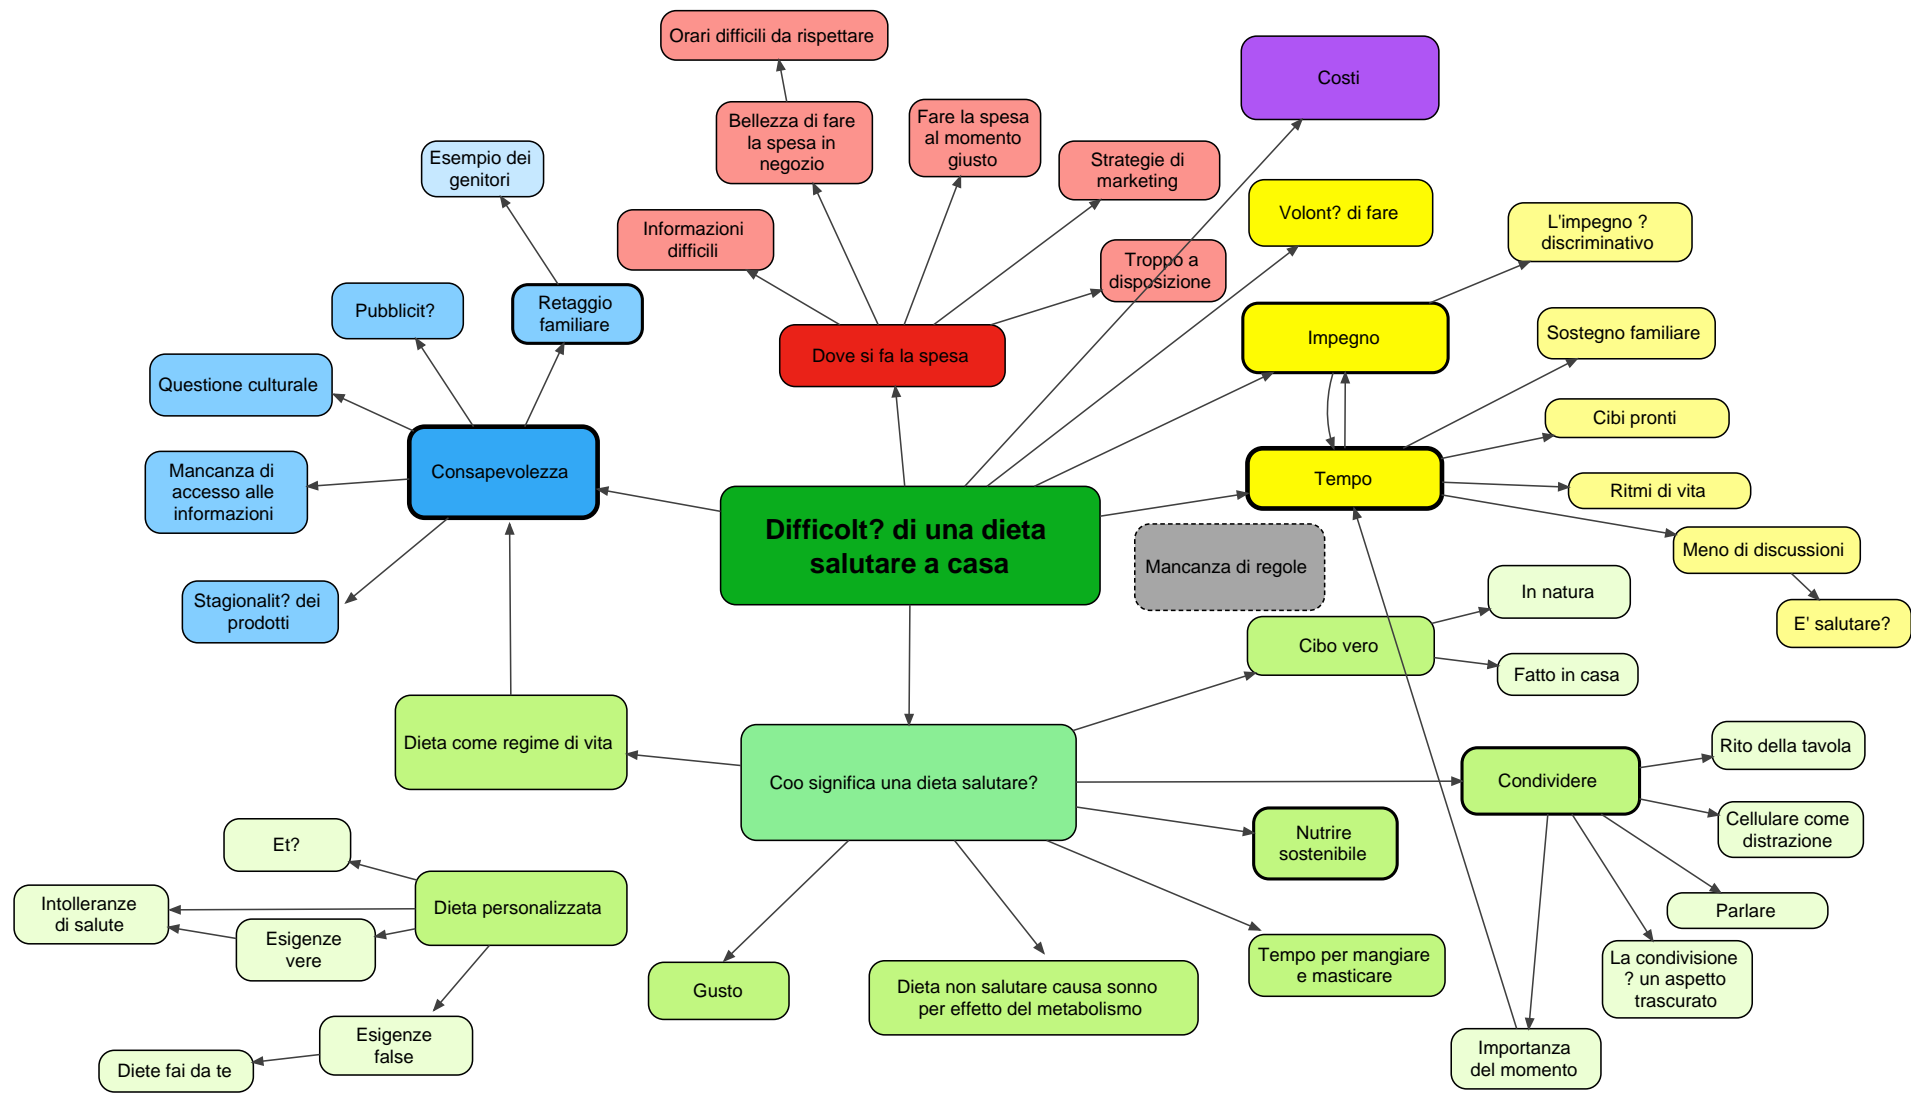 Orari difficili da rispettare
Costi
Bellezza di fare
la spesa in
negozio
Fare la spesa
al momento
giusto
Esempio dei
genitori
Strategie di
marketing
Volont? di fare
L'impegno ?
discriminativo
Informazioni
difficili
Troppo a
disposizione
Pubblicit?
Retaggio
familiare
Dove si fa la spesa
Impegno
Sostegno familiare
Questione culturale
Cibi pronti
Consapevolezza
Tempo
Ritmi di vita
Mancanza di
accesso alle
informazioni
Difficolt? di una dieta
salutare a casa
Mancanza di regole
Meno di discussioni
Stagionalit? dei
prodotti
In natura
E' salutare?
Cibo vero
Fatto in casa
Dieta come regime di vita
Coo significa una dieta salutare?
Condividere
Rito della tavola
Nutrire
sostenibile
Cellulare come
distrazione
Et?
Dieta personalizzata
Intolleranze
di salute
Esigenze
vere
Parlare
Gusto
Dieta non salutare causa sonno
per effetto del metabolismo
Tempo per mangiare
e masticare
La condivisione
? un aspetto
trascurato
Esigenze
false
Diete fai da te
Importanza
del momento